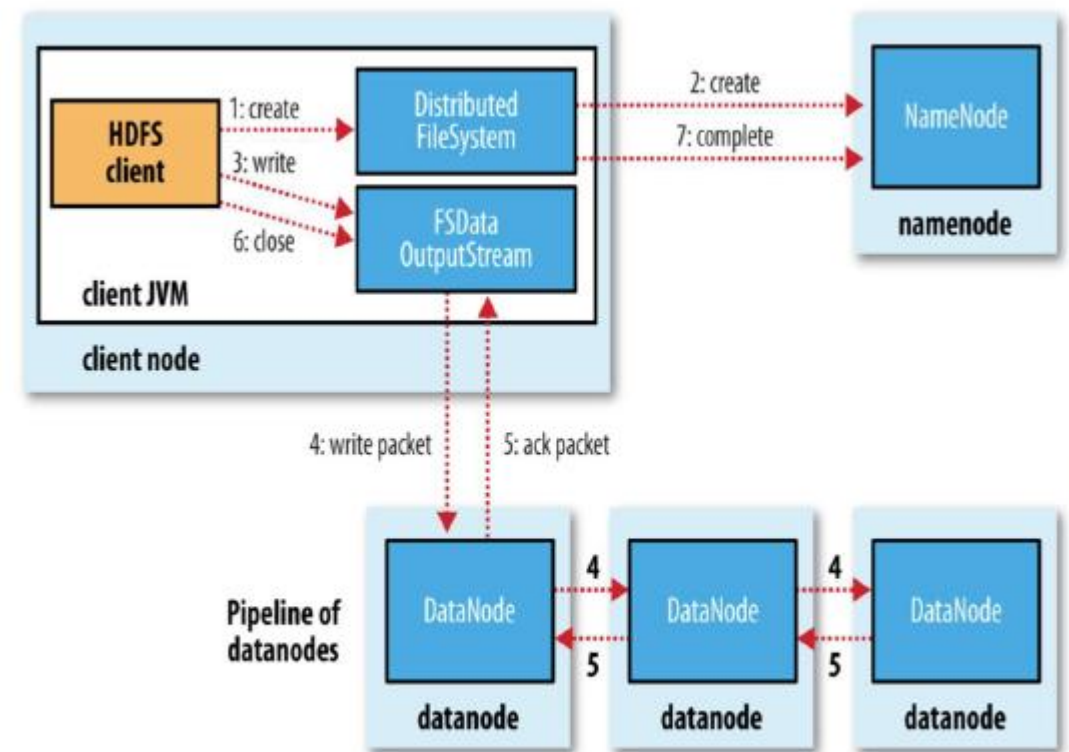 1: create
Distributed
FileSystem
2: create
NameNode
HDFS
client
7: complete
3: write
FSData
OutputStream
namenode
6: close
client JVM
client node
4: write packet
5: ack packet
4
4
Pipeline of
datanodes
DataNode
DataNode
DataNode
5
5
datanode
datanode
datanode